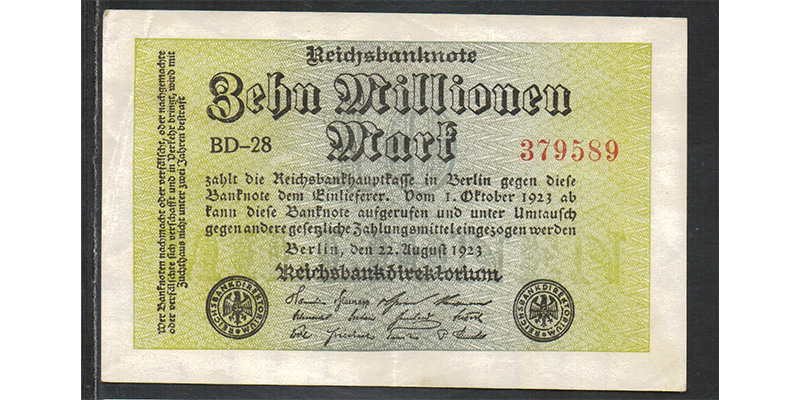 Reichsbanknote
Zehn Millionen
Mark
BD-28
379589
zahlt die Reichsbankhauptkasse in Berlin gegen diese
Banknote dem Einlieferer. Vom 1. Oktober 1923 ab
kann diese Banknote aufgerufen und unter Umtausch
gegen andere gesetzliche Zahlungsmittel eingezogen werden
Berlin, den 22. August 1923
Reichsbankdirektorium
REICHSBANKDIREKTORIUM
REICHSBANKDIREKTORIUM
Wer Banknoten nachmacht oder verfälscht, oder nachgemachte
oder verfälschte sich verschafft und in Verkehr bringt, wird mit
Zuchthaus nicht unter zwei Jahren bestraft